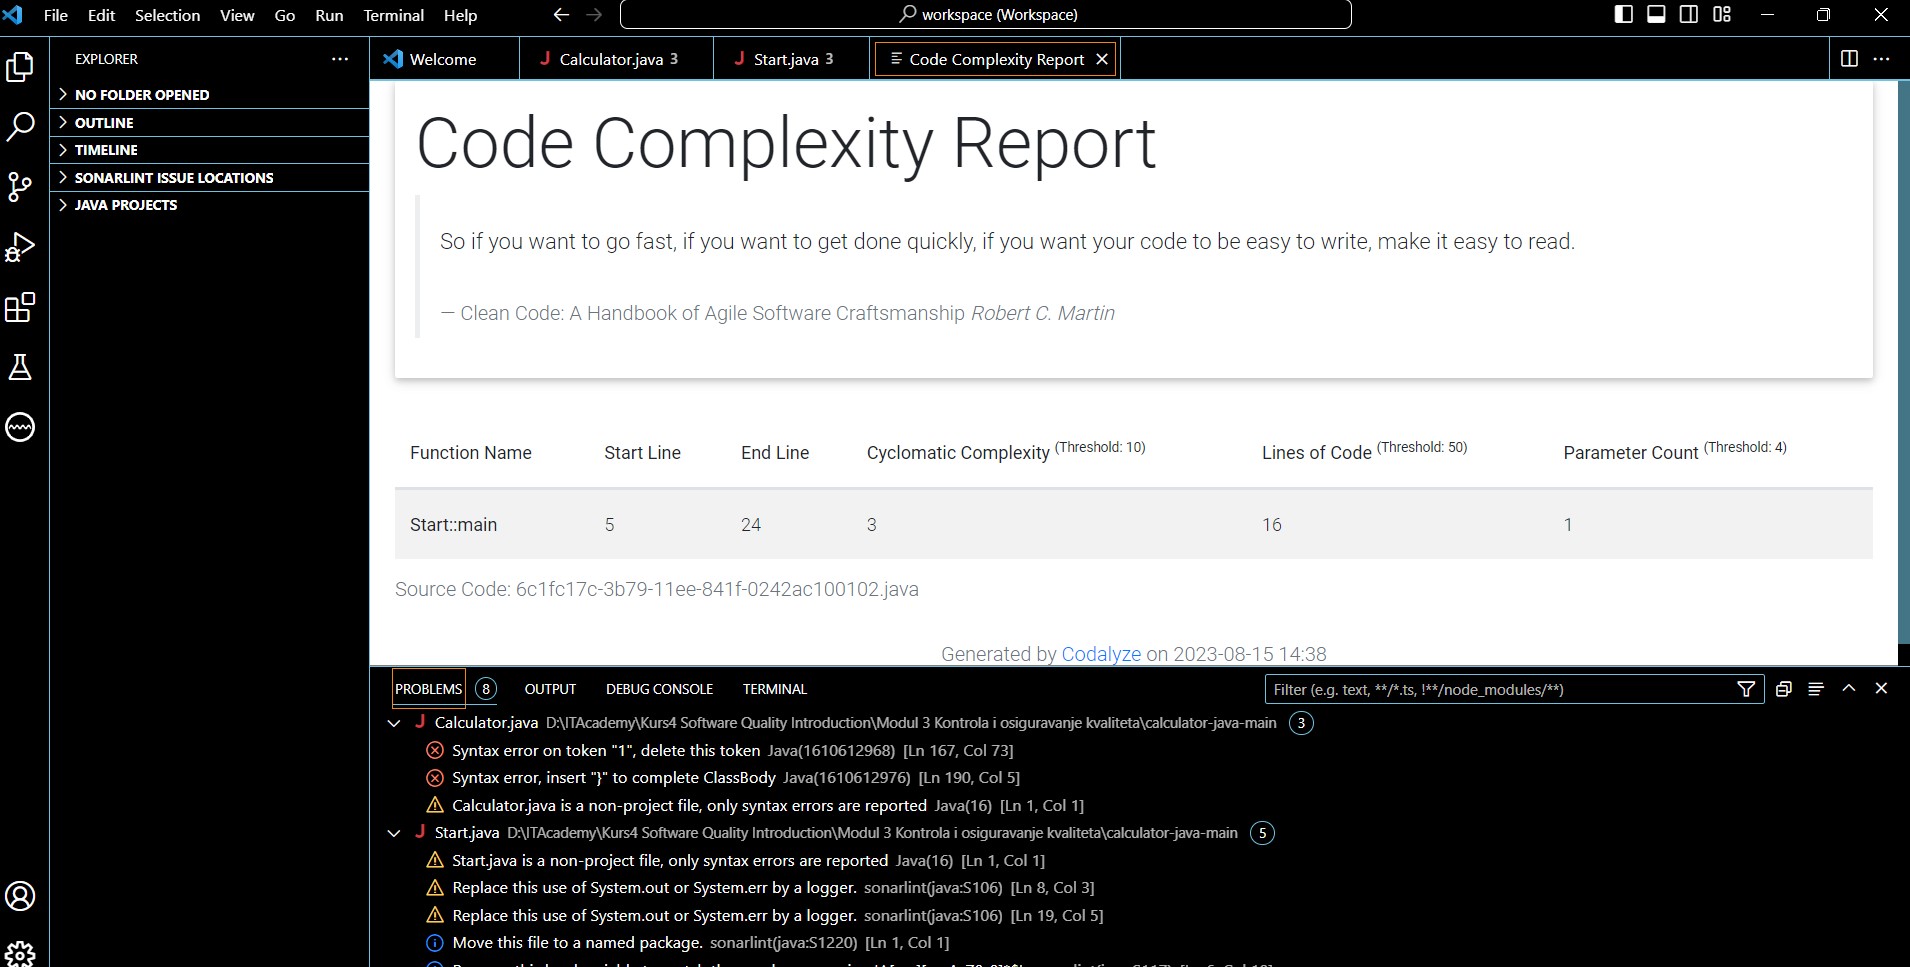 File Edit Selection View Go Run Terminal Help workspace (Workspace)
EXPLORER
Welcome Calculator.java 3 Start.java 3 Code Complexity Report
NO FOLDER OPENED
OUTLINE
TIMELINE
SONARLINT ISSUE LOCATIONS
JAVA PROJECTS
Code Complexity Report
So if you want to go fast, if you want to get done quickly, if you want your code to be easy to write, make it easy to read.
— Clean Code: A Handbook of Agile Software Craftsmanship Robert C. Martin
Function Name Start Line End Line Cyclomatic Complexity (Threshold: 10) Lines of Code (Threshold: 50) Parameter Count (Threshold: 4)
Start::main 5 24 3 16 1
Source Code: 6c1fc17c-3b79-11ee-841f-0242ac100102.java
Generated by Codalyze on 2023-08-15 14:38
PROBLEMS 8 OUTPUT DEBUG CONSOLE TERMINAL Filter (e.g. text, **/*.ts, !**/node_modules/**)
Calculator.java D:\ITAcademy\Kurs4 Software Quality Introduction\Modul 3 Kontrola i osiguravanje kvaliteta\calculator-java-main 3
Syntax error on token "1", delete this token Java(1610612968) [Ln 167, Col 73]
Syntax error, insert "}" to complete ClassBody Java(1610612976) [Ln 190, Col 5]
Calculator.java is a non-project file, only syntax errors are reported Java(16) [Ln 1, Col 1]
Start.java D:\ITAcademy\Kurs4 Software Quality Introduction\Modul 3 Kontrola i osiguravanje kvaliteta\calculator-java-main 5
Start.java is a non-project file, only syntax errors are reported Java(16) [Ln 1, Col 1]
Replace this use of System.out or System.err by a logger. sonarlint(java:S106) [Ln 8, Col 3]
Replace this use of System.out or System.err by a logger. sonarlint(java:S106) [Ln 19, Col 5]
Move this file to a named package. sonarlint(java:S1220) [Ln 1, Col 1]